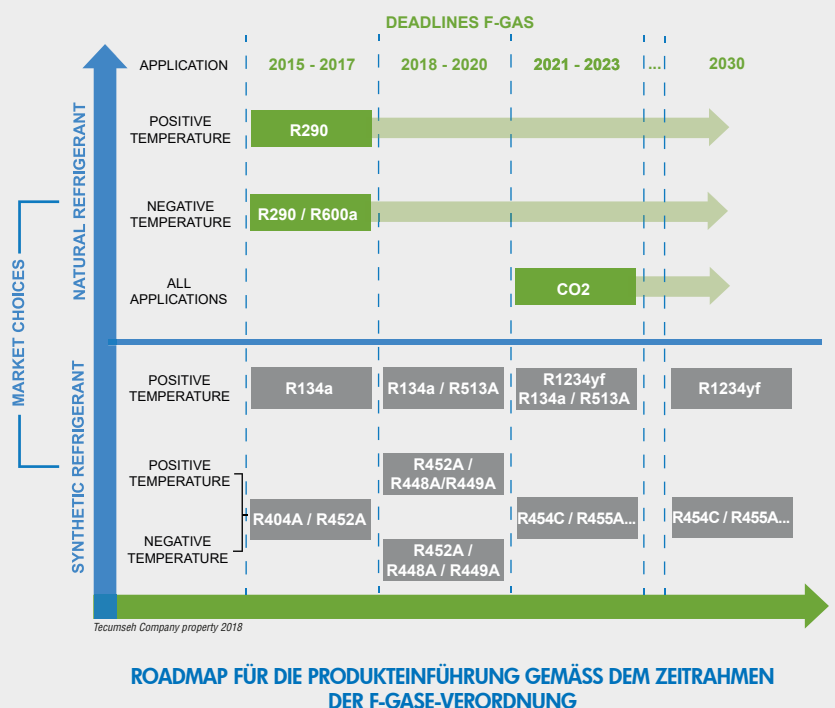 DEADLINES F-GAS
APPLICATION
2015 - 2017
2018 - 2020
2021 - 2023
...
2030
MARKET CHOICES
NATURAL REFRIGERANT
POSITIVE
TEMPERATURE
R290
NEGATIVE
TEMPERATURE
R290 / R600a
ALL
APPLICATIONS
CO2
SYNTHETIC REFRIGERANT
POSITIVE
TEMPERATURE
R134a
R134a / R513A
R1234yf
R134a / R513A
R1234yf
POSITIVE
TEMPERATURE
R452A /
R448A/R449A
R404A / R452A
R454C / R455A...
R454C / R455A...
NEGATIVE
TEMPERATURE
R452A /
R448A / R449A
Tecumseh Company property 2018
ROADMAP FÜR DIE PRODUKTEINFÜHRUNG GEMÄSS DEM ZEITRAHMEN
DER F-GASE-VERORDNUNG